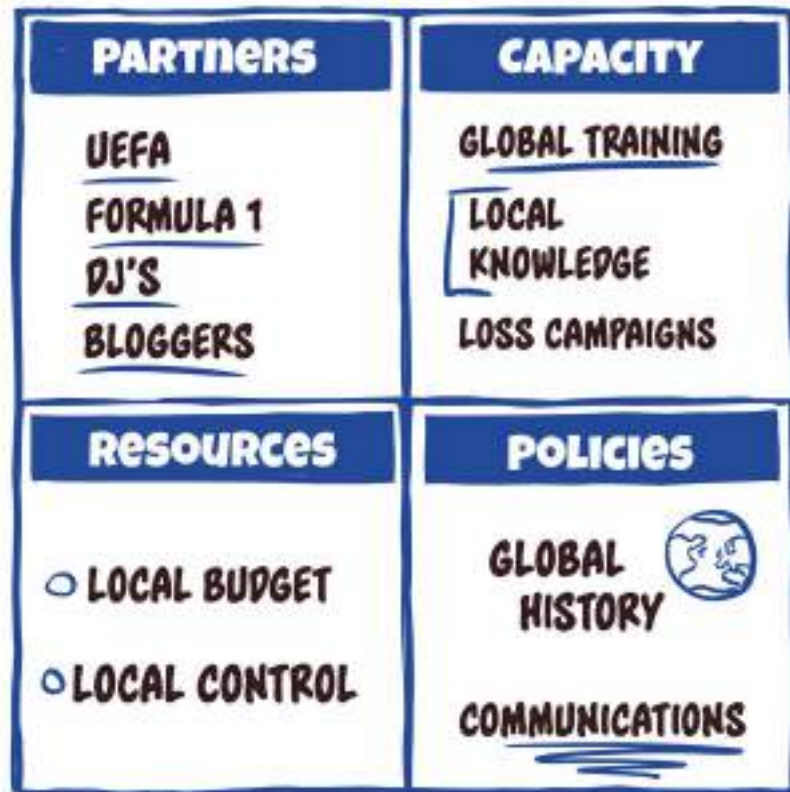 PARTNERS
UEFA
FORMULA 1
DJ'S
BLOGGERS
CAPACITY
GLOBAL TRAINING
LOCAL
KNOWLEDGE
LOSS CAMPAIGNS
RESOURCES
LOCAL BUDGET
LOCAL CONTROL
POLICIES
GLOBAL
HISTORY
COMMUNICATIONS